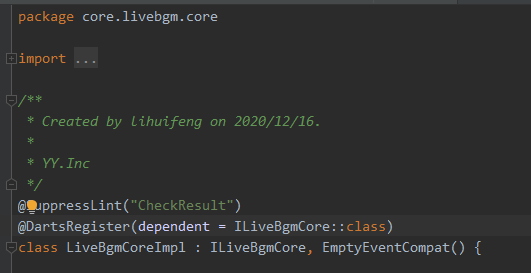 package core.livebgm.core
import ...
/**
* Created by lihuifeng on 2020/12/16.
*
* YY.Inc
*/
@SuppressLint("CheckResult")
@DartsRegister(dependent = ILiveBgmCore::class)
class LiveBgmCoreImpl : ILiveBgmCore, EmptyEventCompat() {